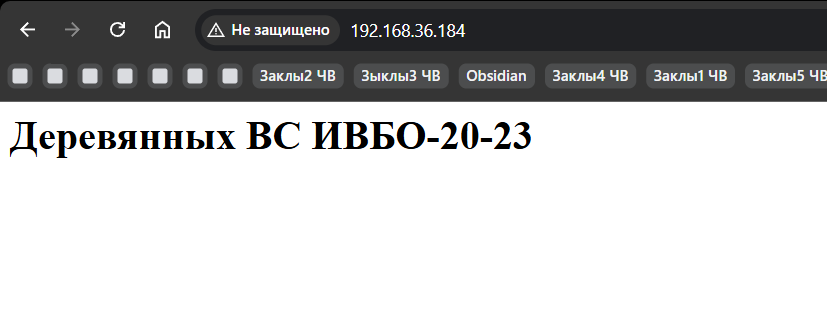 Не защищено 192.168.36.184
Заклы2 ЧВ Зыклы3 ЧВ Obsidian Заклы4 ЧВ Заклы1 ЧВ Заклы5 ЧВ
Деревянных ВС ИВБО-20-23